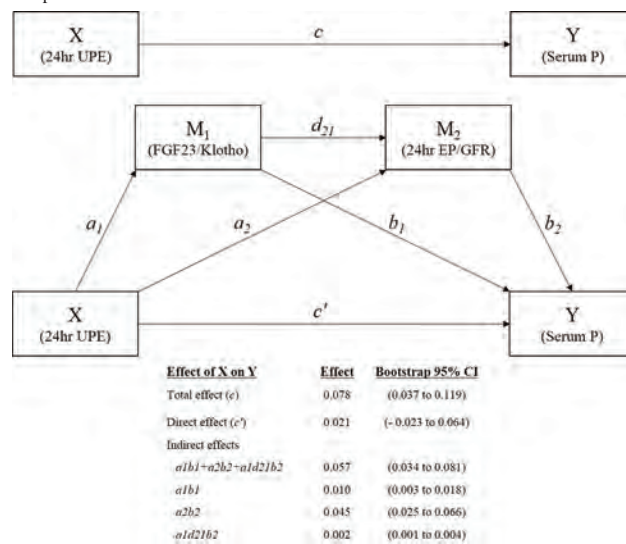 X
(24hr UPE)
c
Y
(Serum P)
M1
(FGF23/Klotho)
d21
M2
(24hr EP/GFR)
a1
a2
b1
b2
X
(24hr UPE)
c'
Y
(Serum P)
Effect of X on Y Effect Bootstrap 95% CI
Total effect (c) 0.078 (0.037 to 0.119)
Direct effect (c') 0.021 (- 0.023 to 0.064)
Indirect effects
a1b1+a2b2+a1d21b2 0.057 (0.034 to 0.081)
a1b1 0.010 (0.003 to 0.018)
a2b2 0.045 (0.025 to 0.066)
a1d21b2 0.002 (0.001 to 0.004)